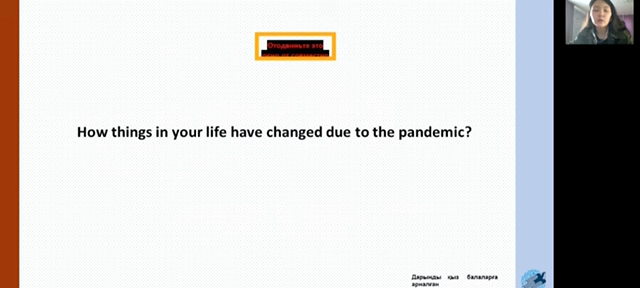 Отодвиньте это
How things in your life have changed due to the pandemic?
Дарынды қыз балаларға
арналған